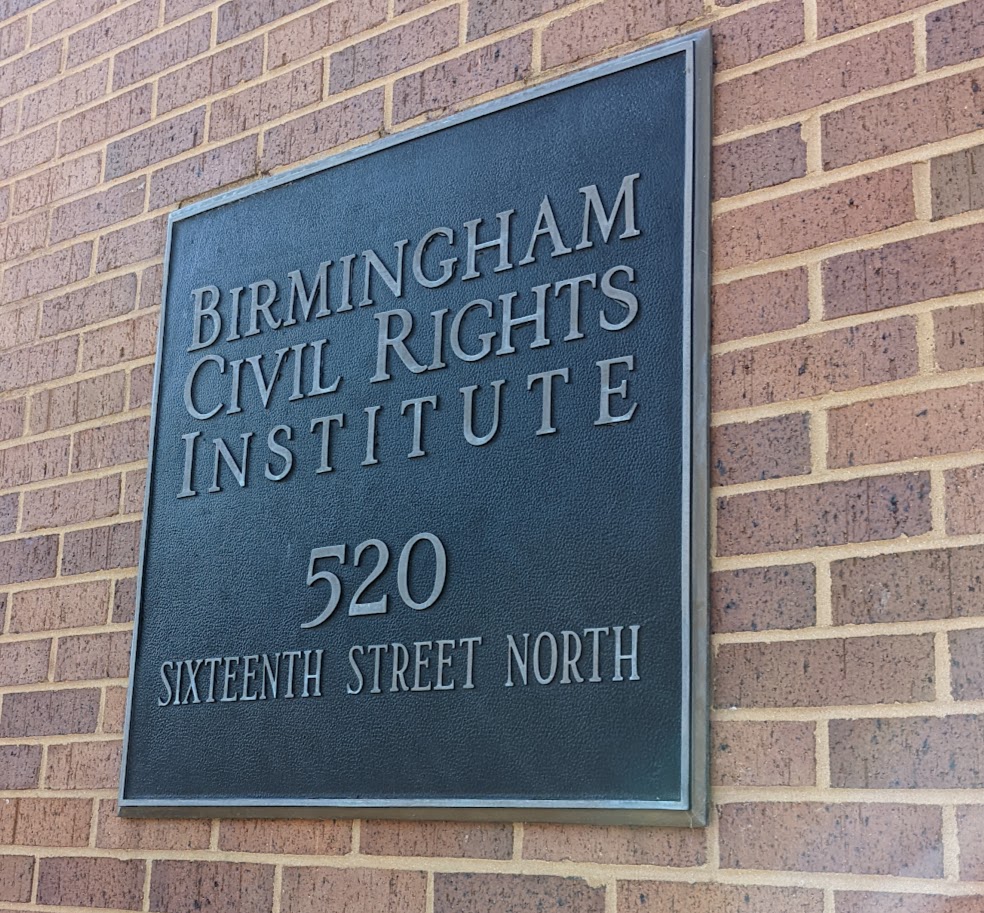 BIRMINGHAM
CIVIL RIGHTS
INSTITUTE
520
SIXTEENTH STREET NORTH